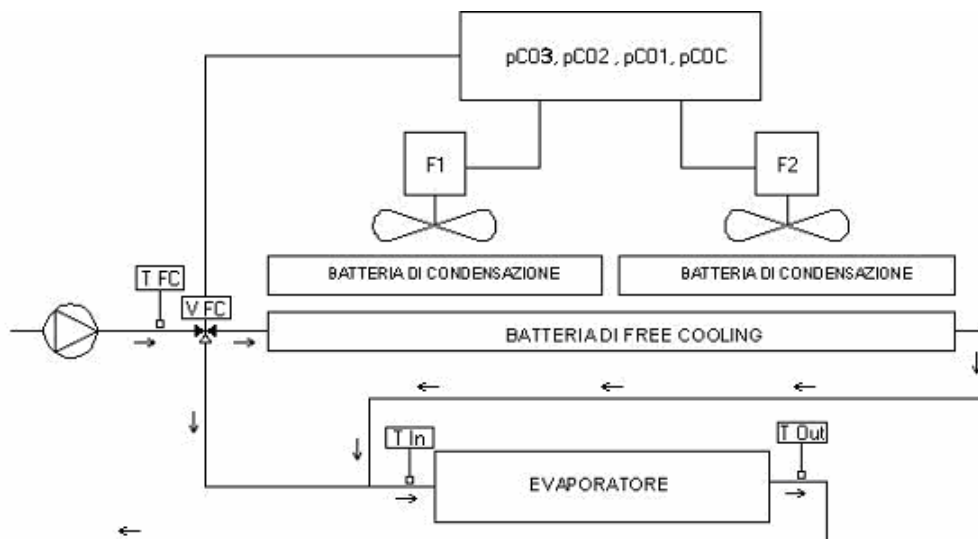 pCO3, pCO2 , pCO1, pCOC
F1
F2
BATTERIA DI CONDENSAZIONE
BATTERIA DI CONDENSAZIONE
T FC
V FC
BATTERIA DI FREE COOLING
T In
T Out
EVAPORATORE